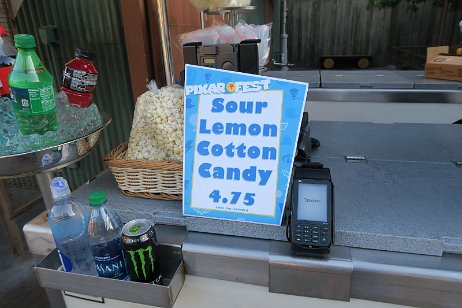 PIXAR FEST
Sour
Lemon
Cotton
Candy
4.75